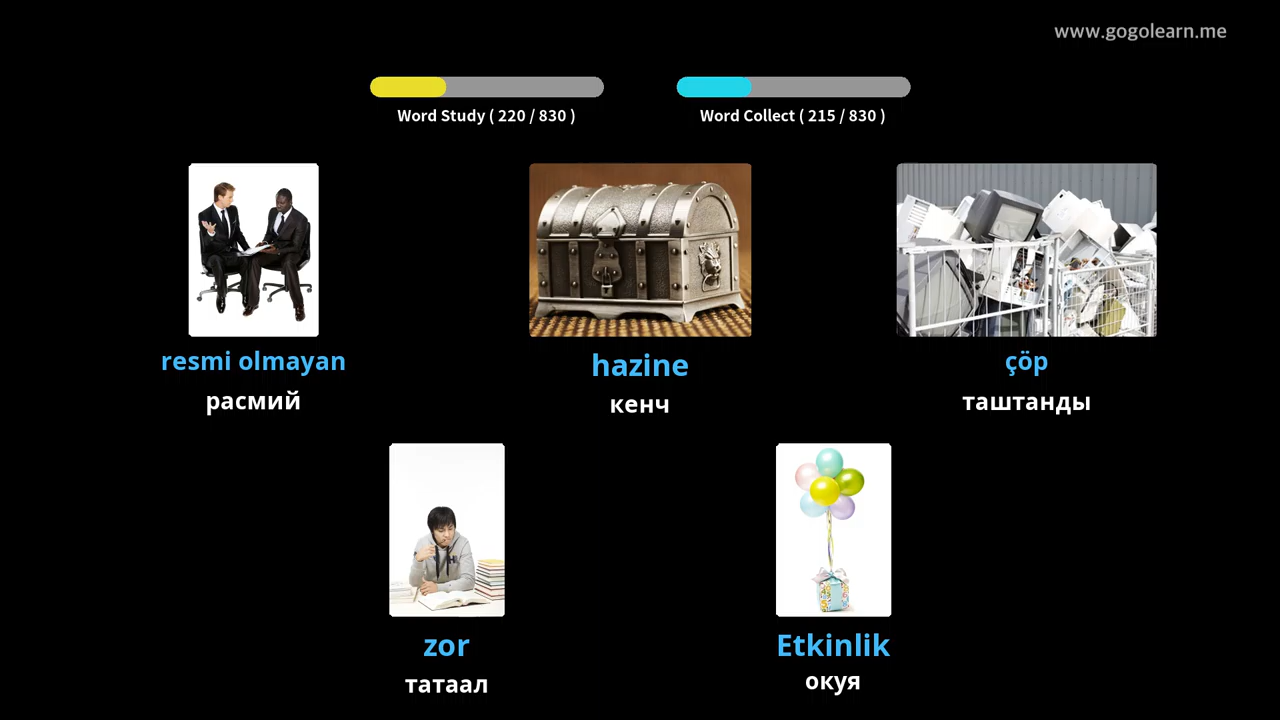 www.gogolearn.me
Word Study ( 220 / 830 )
Word Collect ( 215 / 830 )
resmi olmayan
расмий
hazine
кенч
çöp
таштанды
zor
татаал
Etkinlik
окуя